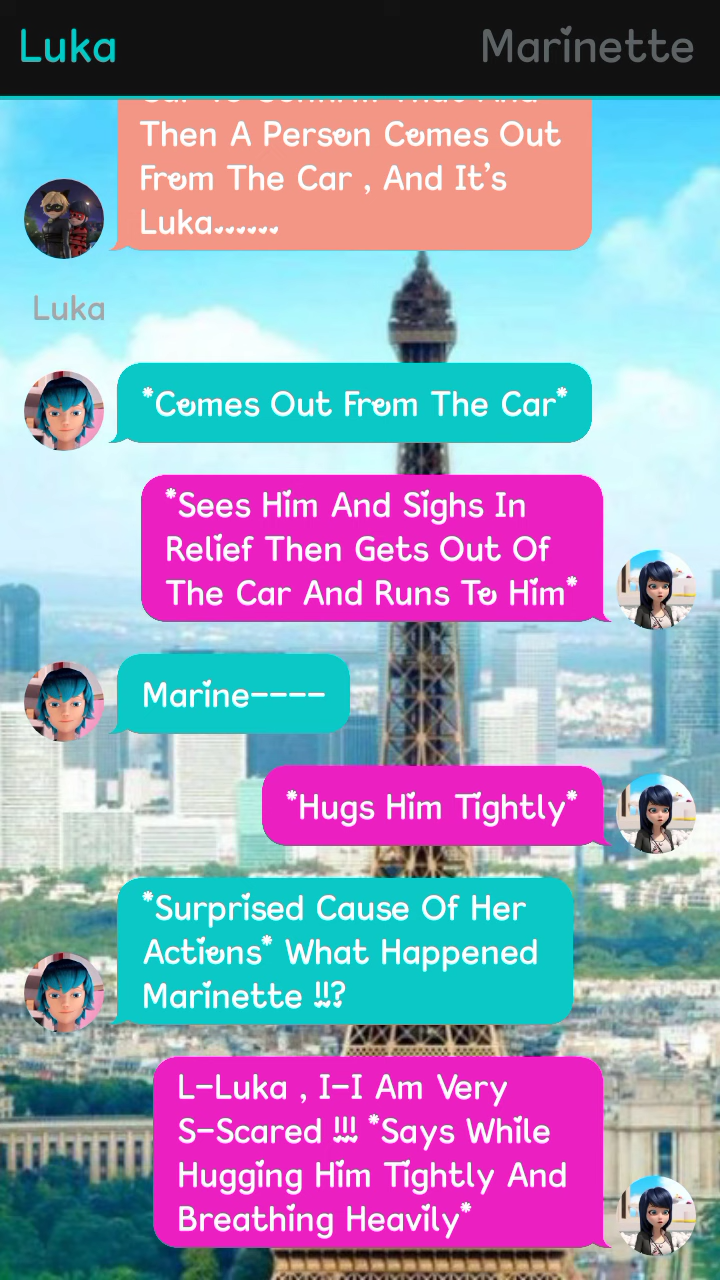 Luka
Marinette
Then A Person Comes Out
From The Car , And It's
Luka......
Luka
*Comes Out From The Car*
*Sees Him And Sighs In
Relief Then Gets Out Of
The Car And Runs To Him*
Marine----
*Hugs Him Tightly*
*Surprised Cause Of Her
Actions* What Happened
Marinette !!?
L-Luka , I-I Am Very
S-Scared !!! *Says While
Hugging Him Tightly And
Breathing Heavily*